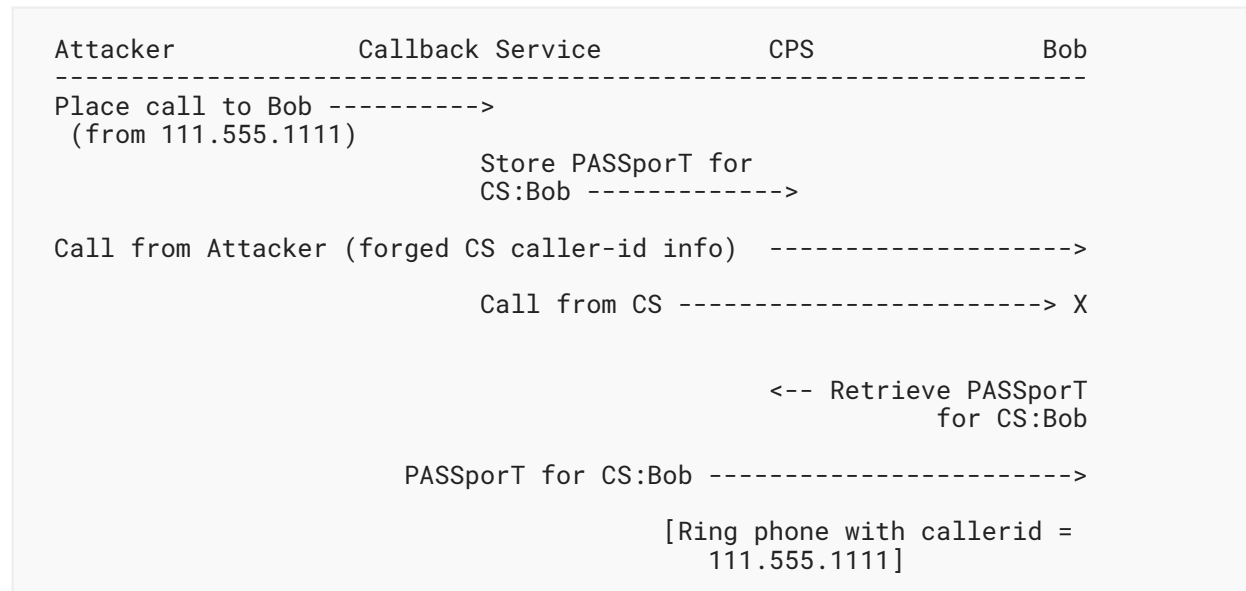 Attacker            Callback Service           CPS               Bob
--------------------------------------------------------------------
Place call to Bob ---------->
 (from 111.555.1111)
                            Store PASSporT for
                            CS:Bob ------------->
Call from Attacker (forged CS caller-id info)  -------------------->
                            Call from CS ------------------------> X
                                               <-- Retrieve PASSporT
                                                          for CS:Bob
                       PASSporT for CS:Bob ------------------------>
                                        [Ring phone with callerid =
                                           111.555.1111]